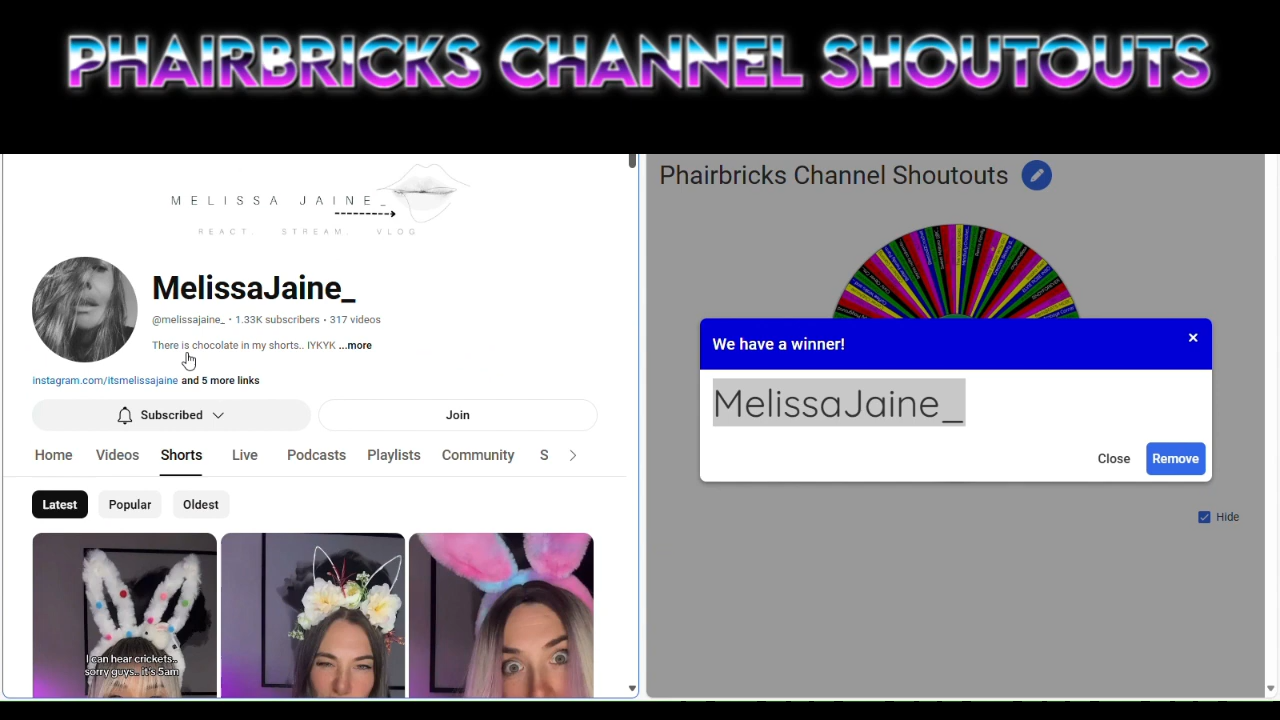 PHAIRBRICKS CHANNEL SHOUTOUTS
MELISSA JAINE_
REACT. STREAM. VLOG
MelissaJaine_
@melissajaine_ • 1.33K subscribers • 317 videos
There is chocolate in my shorts.. IYKYK ...more
instagram.com/itsmelissajaine and 5 more links
Subscribed
Join
Home Videos Shorts Live Podcasts Playlists Community S
Latest Popular Oldest
I can hear crickets..
sorry guys.. it's 5am
Phairbricks Channel Shoutouts
We have a winner!
MelissaJaine_
Close Remove
Hide